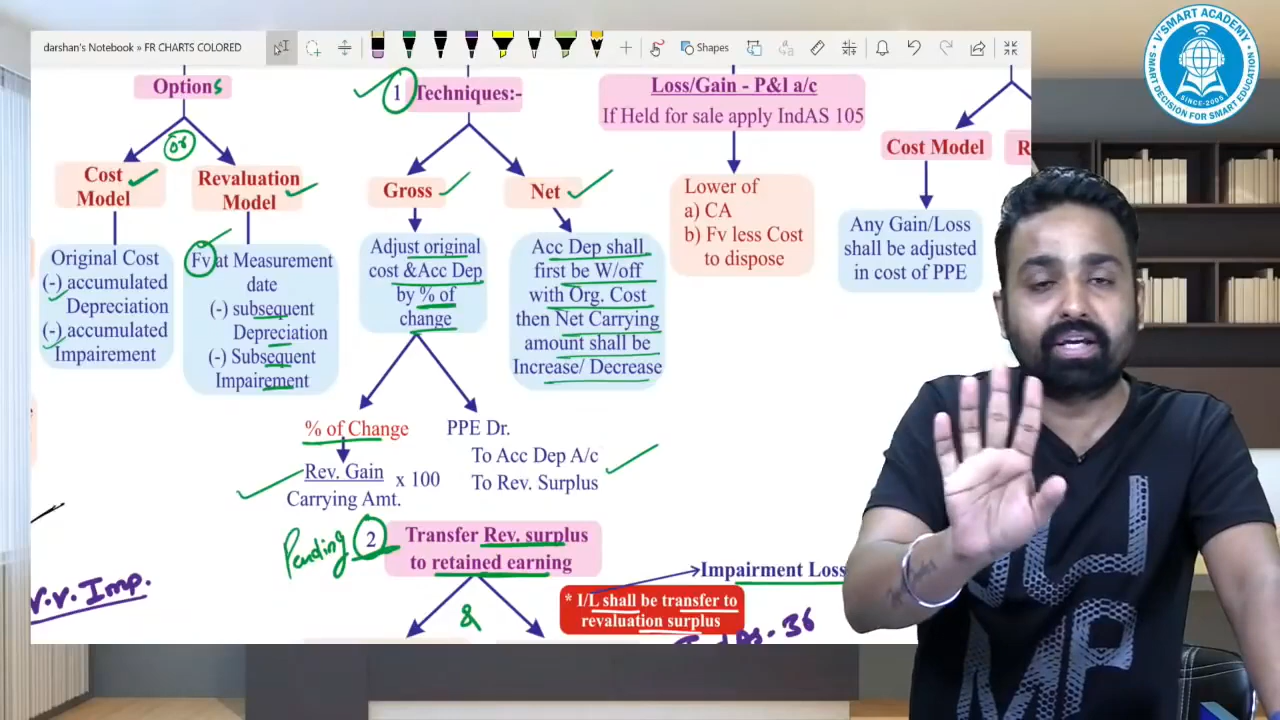 darshan's Notebook » FR CHARTS COLORED
Shapes
V'SMART ACADEMY
SINCE-2005
SMART DECISION FOR SMART EDUCATION
Options
or
Cost
Model
Revaluation
Model
Original Cost
(-) accumulated
Depreciation
(-) accumulated
Impairement
Fv at Measurement
date
(-) subsequent
Depreciation
(-) Subsequent
Impairement
1 Techniques:-
Gross
Net
Adjust original
cost &Acc Dep
by % of
change
Acc Dep shall
first be W/off
with Org. Cost
then Net Carrying
amount shall be
Increase/ Decrease
% of Change
Rev. Gain
Carrying Amt.
x 100
PPE Dr.
To Acc Dep A/c
To Rev. Surplus
Pending 2
Transfer Rev. surplus
to retained earning
&
Impairment Loss
* I/L shall be transfer to
revaluation surplus
V.V. Imp.
Loss/Gain - P&l a/c
If Held for sale apply IndAS 105
Lower of
a) CA
b) Fv less Cost
to dispose
Cost Model
R
Any Gain/Loss
shall be adjusted
in cost of PPE